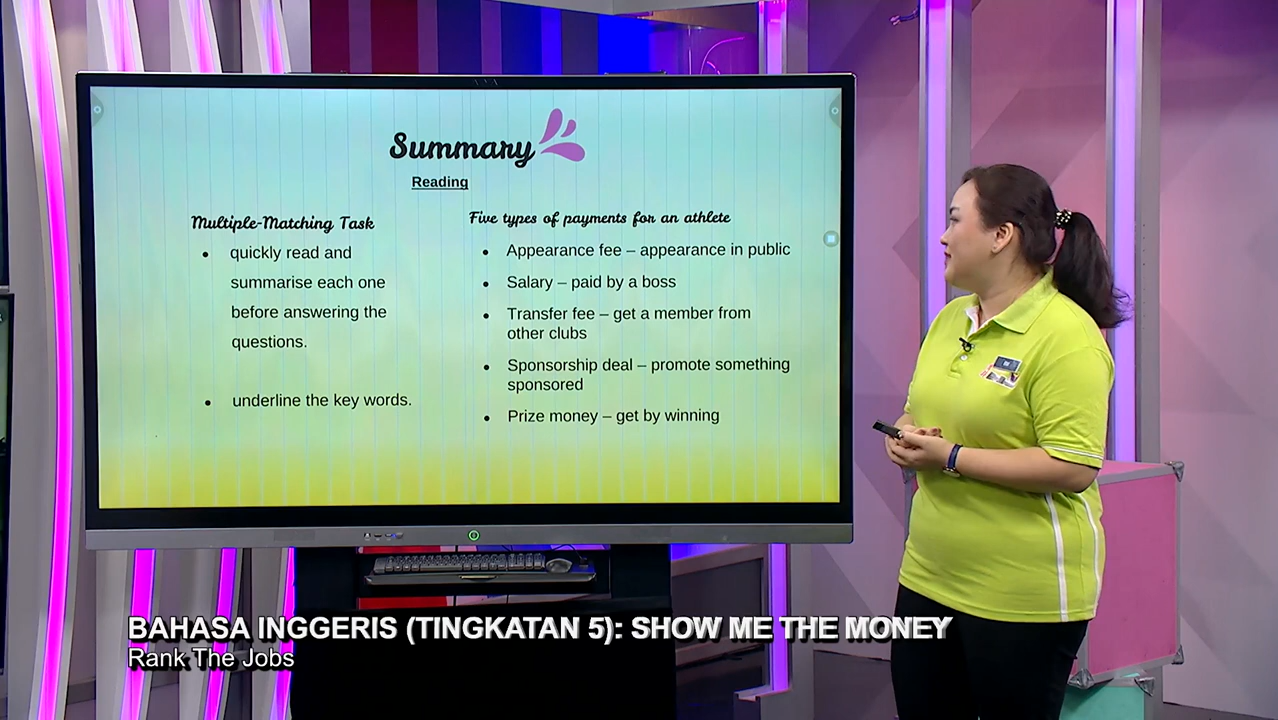 Summary
Reading
Multiple-Matching Task
• quickly read and
summarise each one
before answering the
questions.
• underline the key words.
Five types of payments for an athlete
• Appearance fee – appearance in public
• Salary – paid by a boss
• Transfer fee – get a member from
other clubs
• Sponsorship deal – promote something
sponsored
• Prize money – get by winning
BAHASA INGGERIS (TINGKATAN 5): SHOW ME THE MONEY
Rank The Jobs